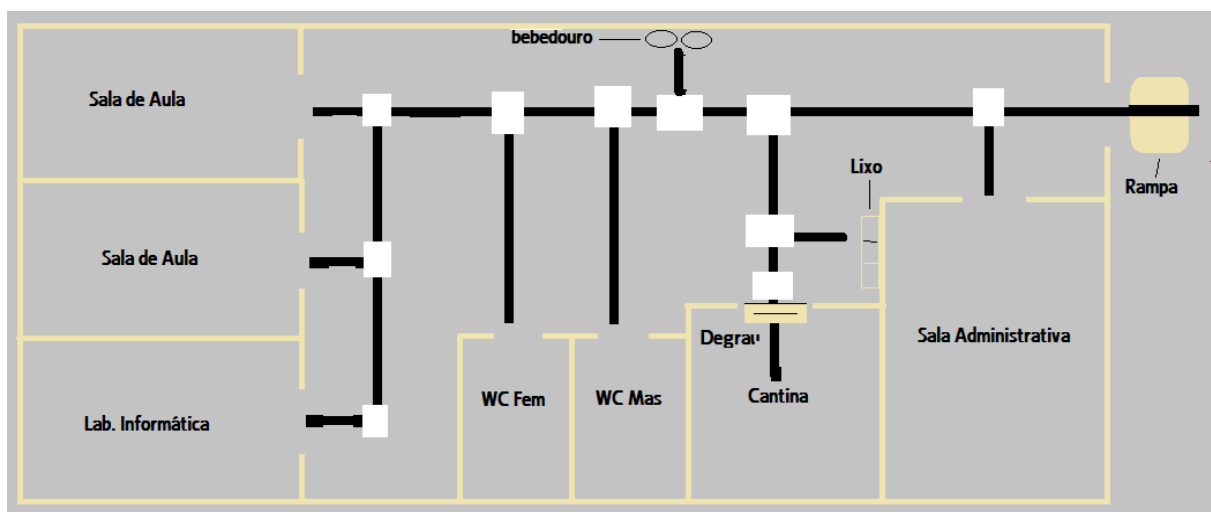 bebedouro
Sala de Aula
Lixo
Rampa
Sala de Aula
Degrau
Sala Administrativa
WC Fem
WC Mas
Cantina
Lab. Informática